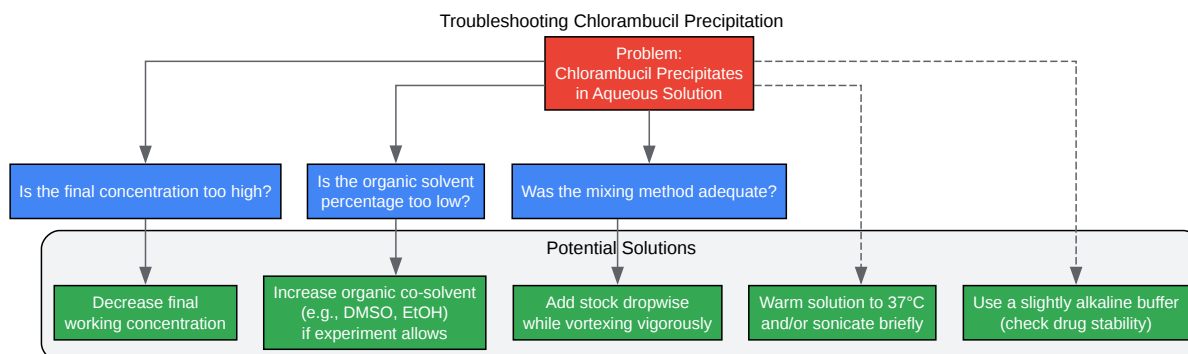 Troubleshooting Chlorambucil Precipitation
Problem:
Chlorambucil Precipitates
in Aqueous Solution
Is the final concentration too high?
Is the organic solvent
percentage too low?
Was the mixing method adequate?
Potential Solutions
Decrease final
working concentration
Increase organic co-solvent
(e.g., DMSO, EtOH)
if experiment allows
Add stock dropwise
while vortexing vigorously
Warm solution to 37°C
and/or sonicate briefly
Use a slightly alkaline buffer
(check drug stability)